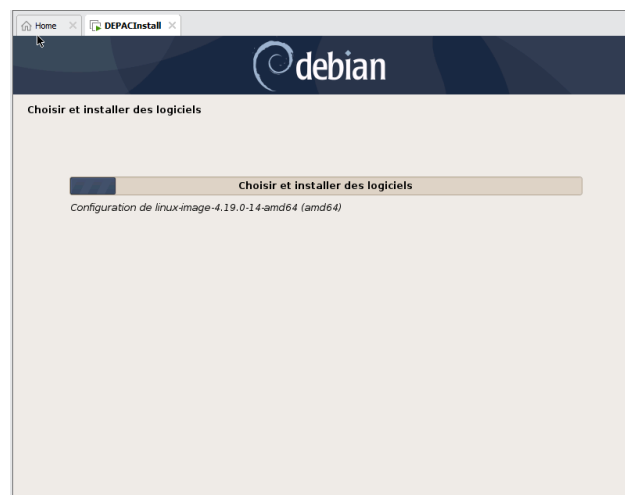 Home
DEPACInstall
debian
Choisir et installer des logiciels
Choisir et installer des logiciels
Configuration de linux-image-4.19.0-14-amd64 (amd64)